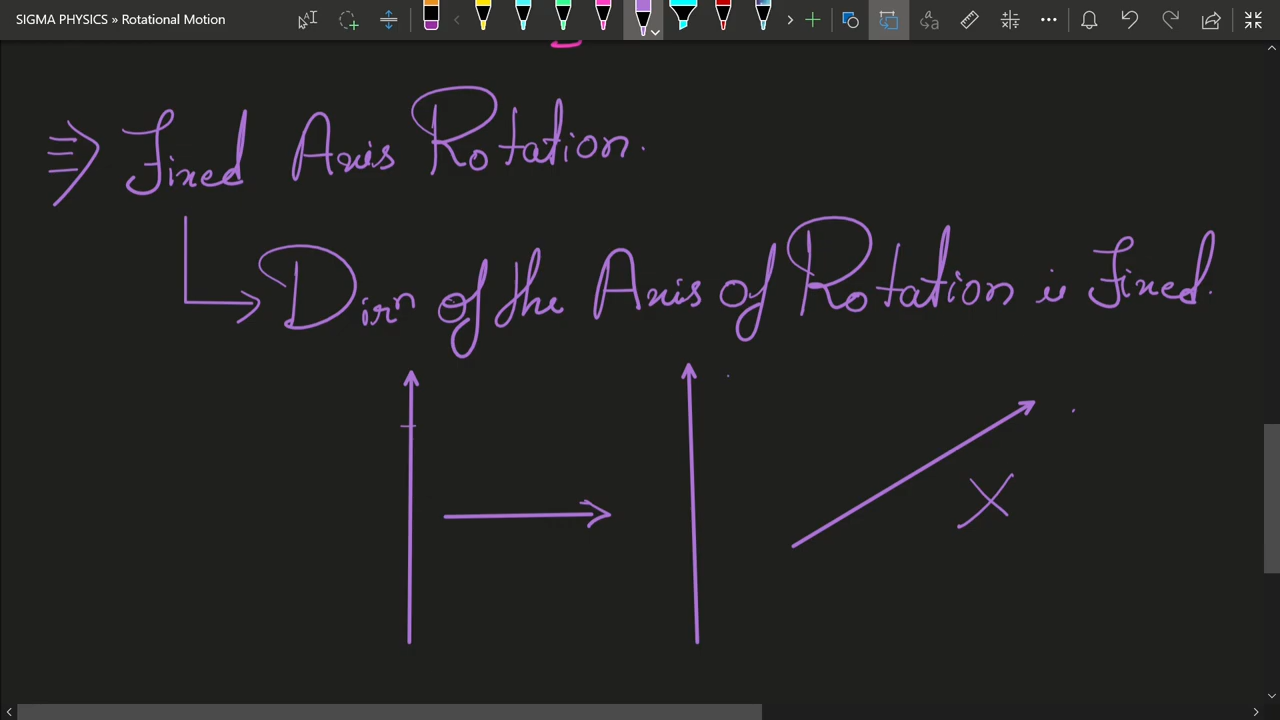 SIGMA PHYSICS » Rotational Motion
⇛ Fixed Axis Rotation.
Dirn of the Axis of Rotation is Fixed.
X